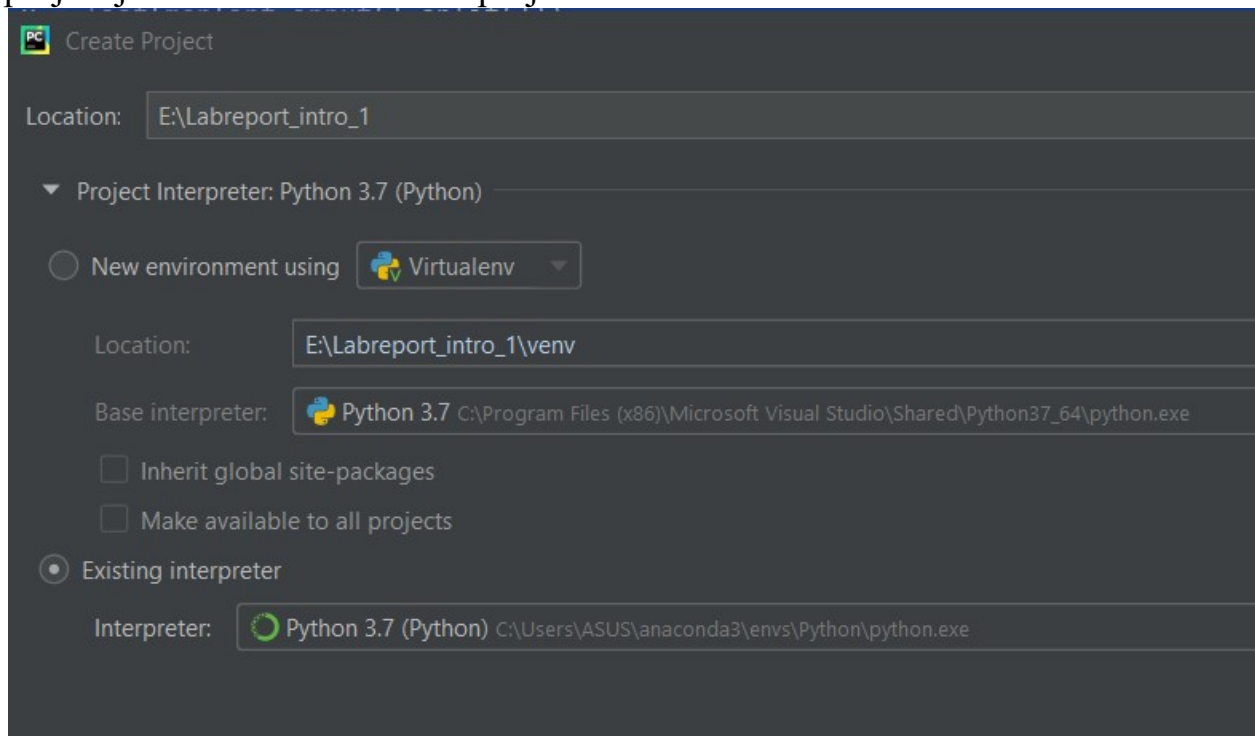 PC Create Project
Location: E:\Labreport_intro_1
Project Interpreter: Python 3.7 (Python)
New environment using Virtualenv
Location: E:\Labreport_intro_1\venv
Base interpreter: Python 3.7 C:\Program Files (x86)\Microsoft Visual Studio\Shared\Python37_64\python.exe
Inherit global site-packages
Make available to all projects
Existing interpreter
Interpreter: Python 3.7 (Python) C:\Users\ASUS\anaconda3\envs\Python\python.exe